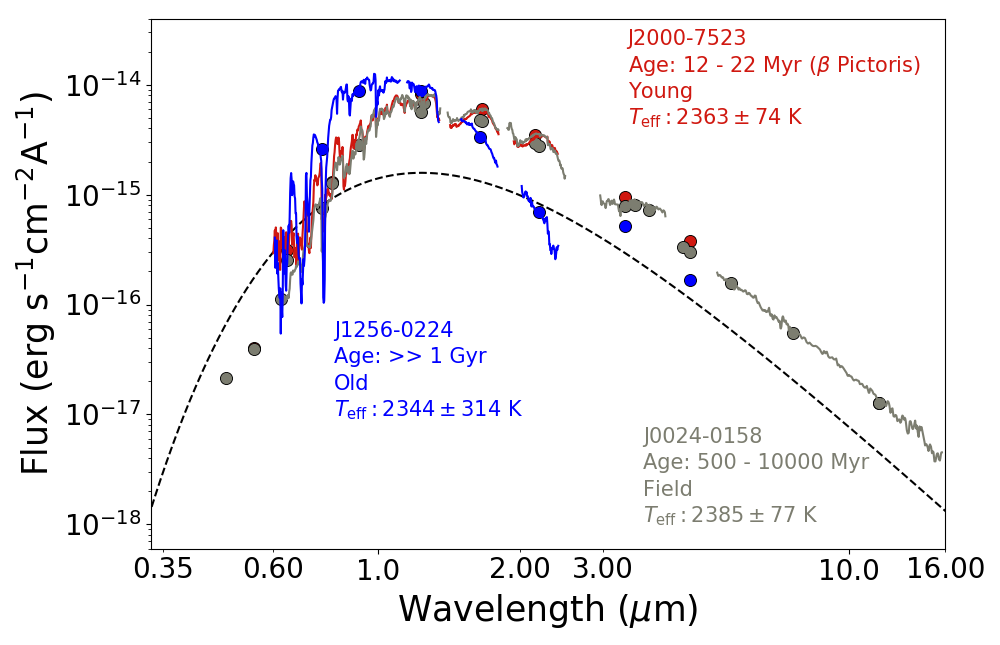 J2000-7523
Age: 12 - 22 Myr (β Pictoris)
Young
T_eff : 2363 ± 74 K
10^−14
10^−15
10^−16
10^−17
10^−18
Flux (erg s^−1 cm^−2 A^−1)
J1256-0224
Age: >> 1 Gyr
Old
T_eff : 2344 ± 314 K
J0024-0158
Age: 500 - 10000 Myr
Field
T_eff : 2385 ± 77 K
0.35 0.60 1.0 2.00 3.00 10.0 16.00
Wavelength (μm)